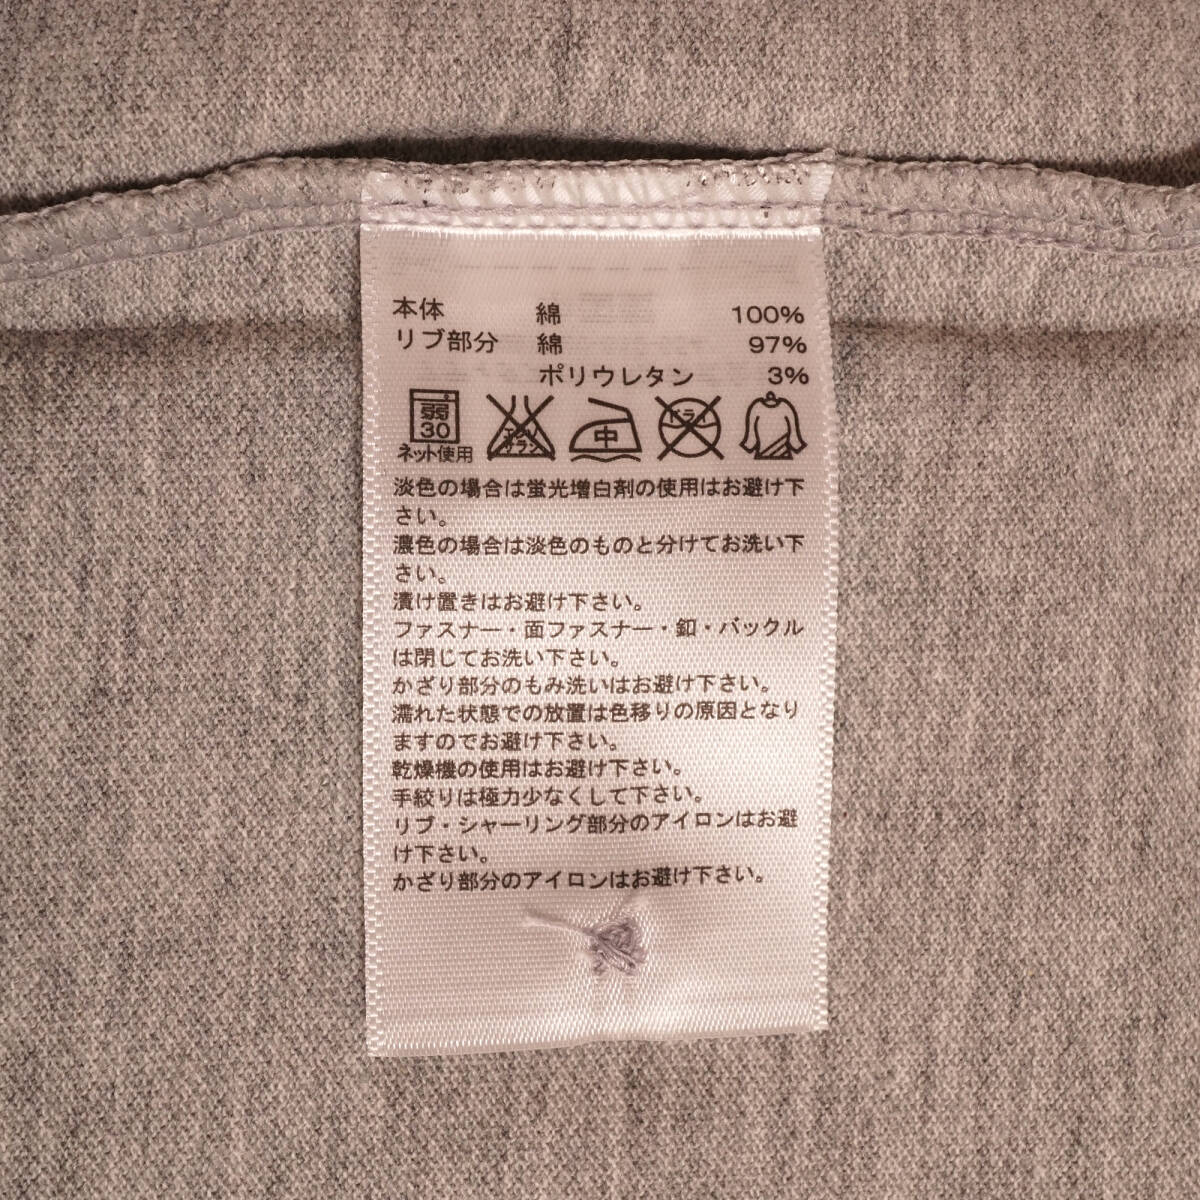 本体 綿 100%
リブ部分 綿 97%
ポリウレタン 3%
弱
30
ネット使用
エンソ
サラシ
中
ドライ
淡色の場合は蛍光増白剤の使用はお避け下
さい。
濃色の場合は淡色のものと分けてお洗い下
さい。
漬け置きはお避け下さい。
ファスナー・面ファスナー・釦・バックル
は閉じてお洗い下さい。
かざり部分のもみ洗いはお避け下さい。
濡れた状態での放置は色移りの原因となり
ますのでお避け下さい。
乾燥機の使用はお避け下さい。
手絞りは極力少なくして下さい。
リブ・シャーリング部分のアイロンはお避
け下さい。
かざり部分のアイロンはお避け下さい。